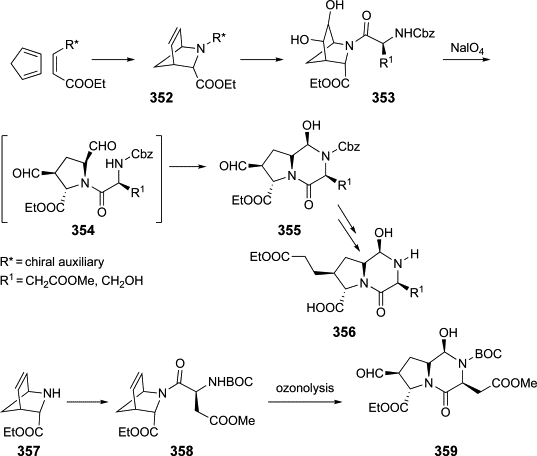 R*
COOEt
N R*
COOEt
352
OH
HO
O
N
NHCbz
R¹
EtOOC
353
NaIO₄
CHO
OHC
H
N
Cbz
N
R¹
EtOOC
O
354
OH
OHC
N
Cbz
N
R¹
EtOOC
O
355
R* = chiral auxiliary
R¹ = CH₂COOMe, CH₂OH
OH
EtOOC
N
H
N
R¹
HOOC
O
356
NH
EtOOC
357
O
N
NHBOC
COOMe
EtOOC
358
ozonolysis
OH
OHC
N
BOC
N
COOMe
EtOOC
O
359